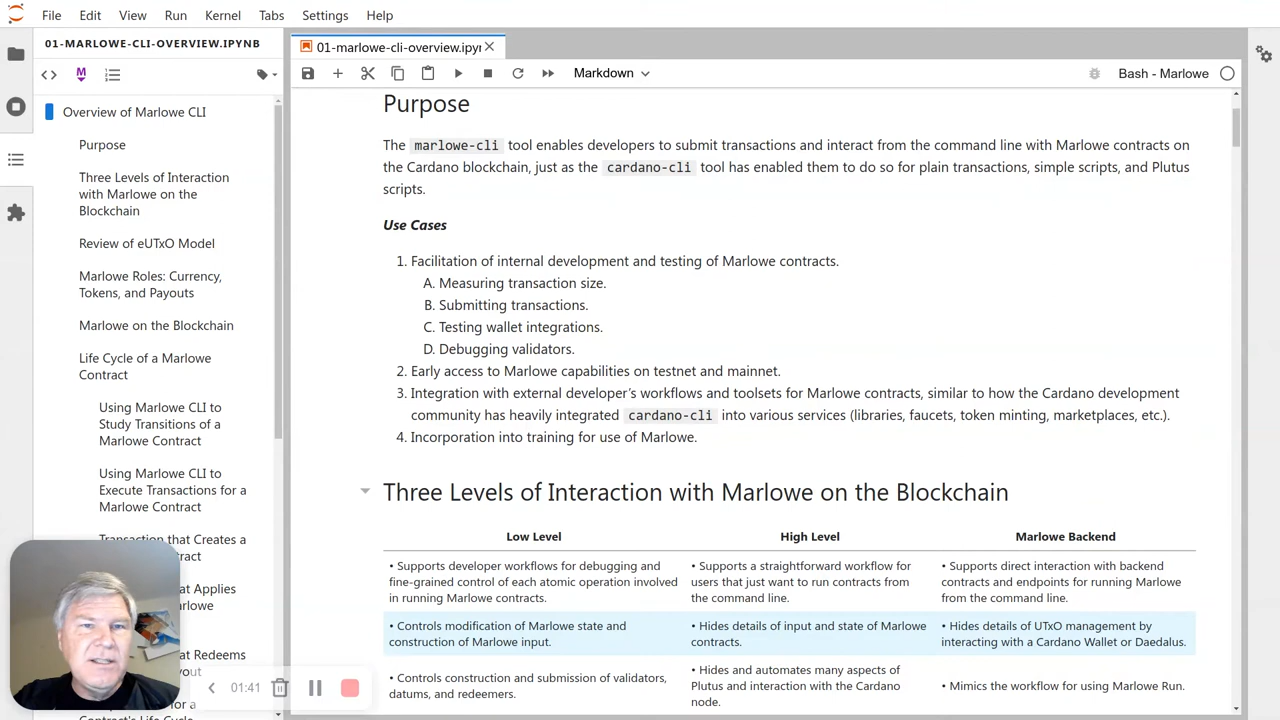 File Edit View Run Kernel Tabs Settings Help
01-MARLOWE-CLI-OVERVIEW.IPYNB
Overview of Marlowe CLI
Purpose
Three Levels of Interaction
with Marlowe on the
Blockchain
Review of eUTxO Model
Marlowe Roles: Currency,
Tokens, and Payouts
Marlowe on the Blockchain
Life Cycle of a Marlowe
Contract
Using Marlowe CLI to
Study Transitions of a
Marlowe Contract
Using Marlowe CLI to
Execute Transactions for a
Marlowe Contract
Transaction that Creates a
Applies
Redeems
for a
Contract's Life Cycle
01:41
01-marlowe-cli-overview.ipyn
Markdown
Bash - Marlowe
Purpose
The marlowe-cli tool enables developers to submit transactions and interact from the command line with Marlowe contracts on
the Cardano blockchain, just as the cardano-cli tool has enabled them to do so for plain transactions, simple scripts, and Plutus
scripts.
Use Cases
1. Facilitation of internal development and testing of Marlowe contracts.
A. Measuring transaction size.
B. Submitting transactions.
C. Testing wallet integrations.
D. Debugging validators.
2. Early access to Marlowe capabilities on testnet and mainnet.
3. Integration with external developer's workflows and toolsets for Marlowe contracts, similar to how the Cardano development
community has heavily integrated cardano-cli into various services (libraries, faucets, token minting, marketplaces, etc.).
4. Incorporation into training for use of Marlowe.
Three Levels of Interaction with Marlowe on the Blockchain
Low Level High Level Marlowe Backend
• Supports developer workflows for debugging and
fine-grained control of each atomic operation involved
in running Marlowe contracts.
• Supports a straightforward workflow for
users that just want to run contracts from
the command line.
• Supports direct interaction with backend
contracts and endpoints for running Marlowe
from the command line.
• Controls modification of Marlowe state and
construction of Marlowe input.
• Hides details of input and state of Marlowe
contracts.
• Hides details of UTxO management by
interacting with a Cardano Wallet or Daedalus.
• Controls construction and submission of validators,
datums, and redeemers.
• Hides and automates many aspects of
Plutus and interaction with the Cardano
node.
• Mimics the workflow for using Marlowe Run.